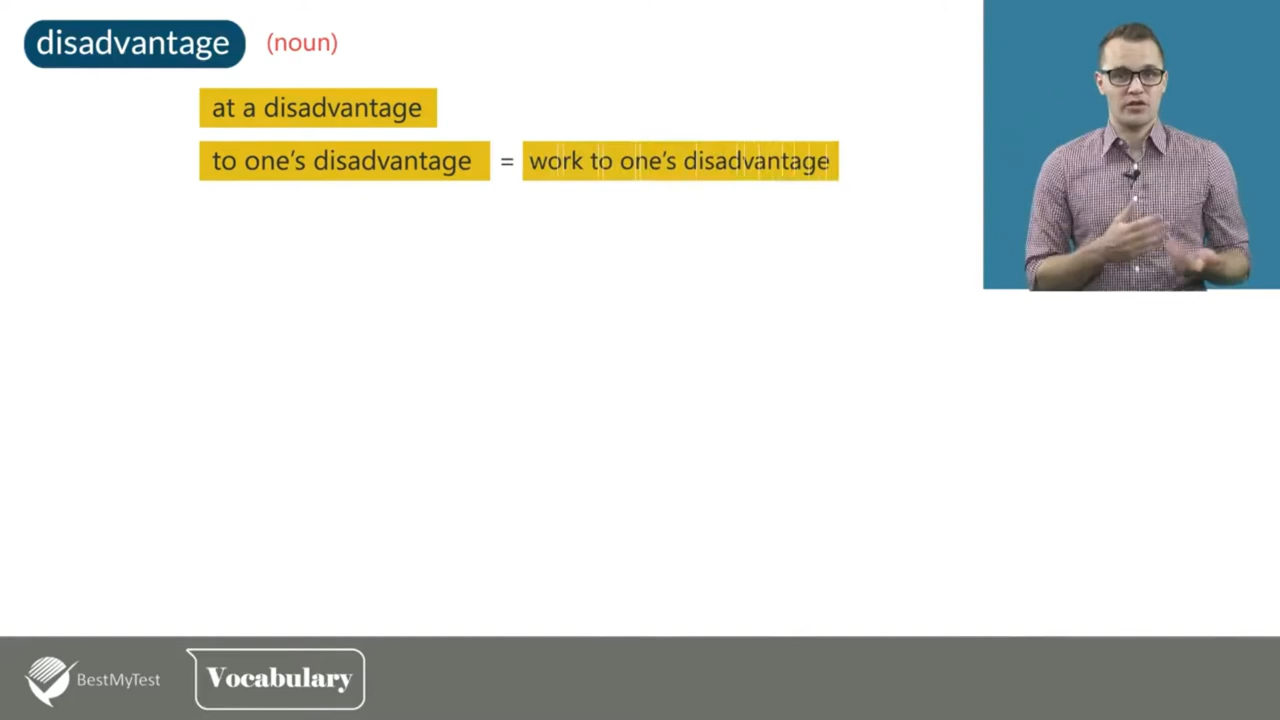 disadvantage (noun)
at a disadvantage
to one's disadvantage = work to one's disadvantage
BestMyTest
Vocabulary